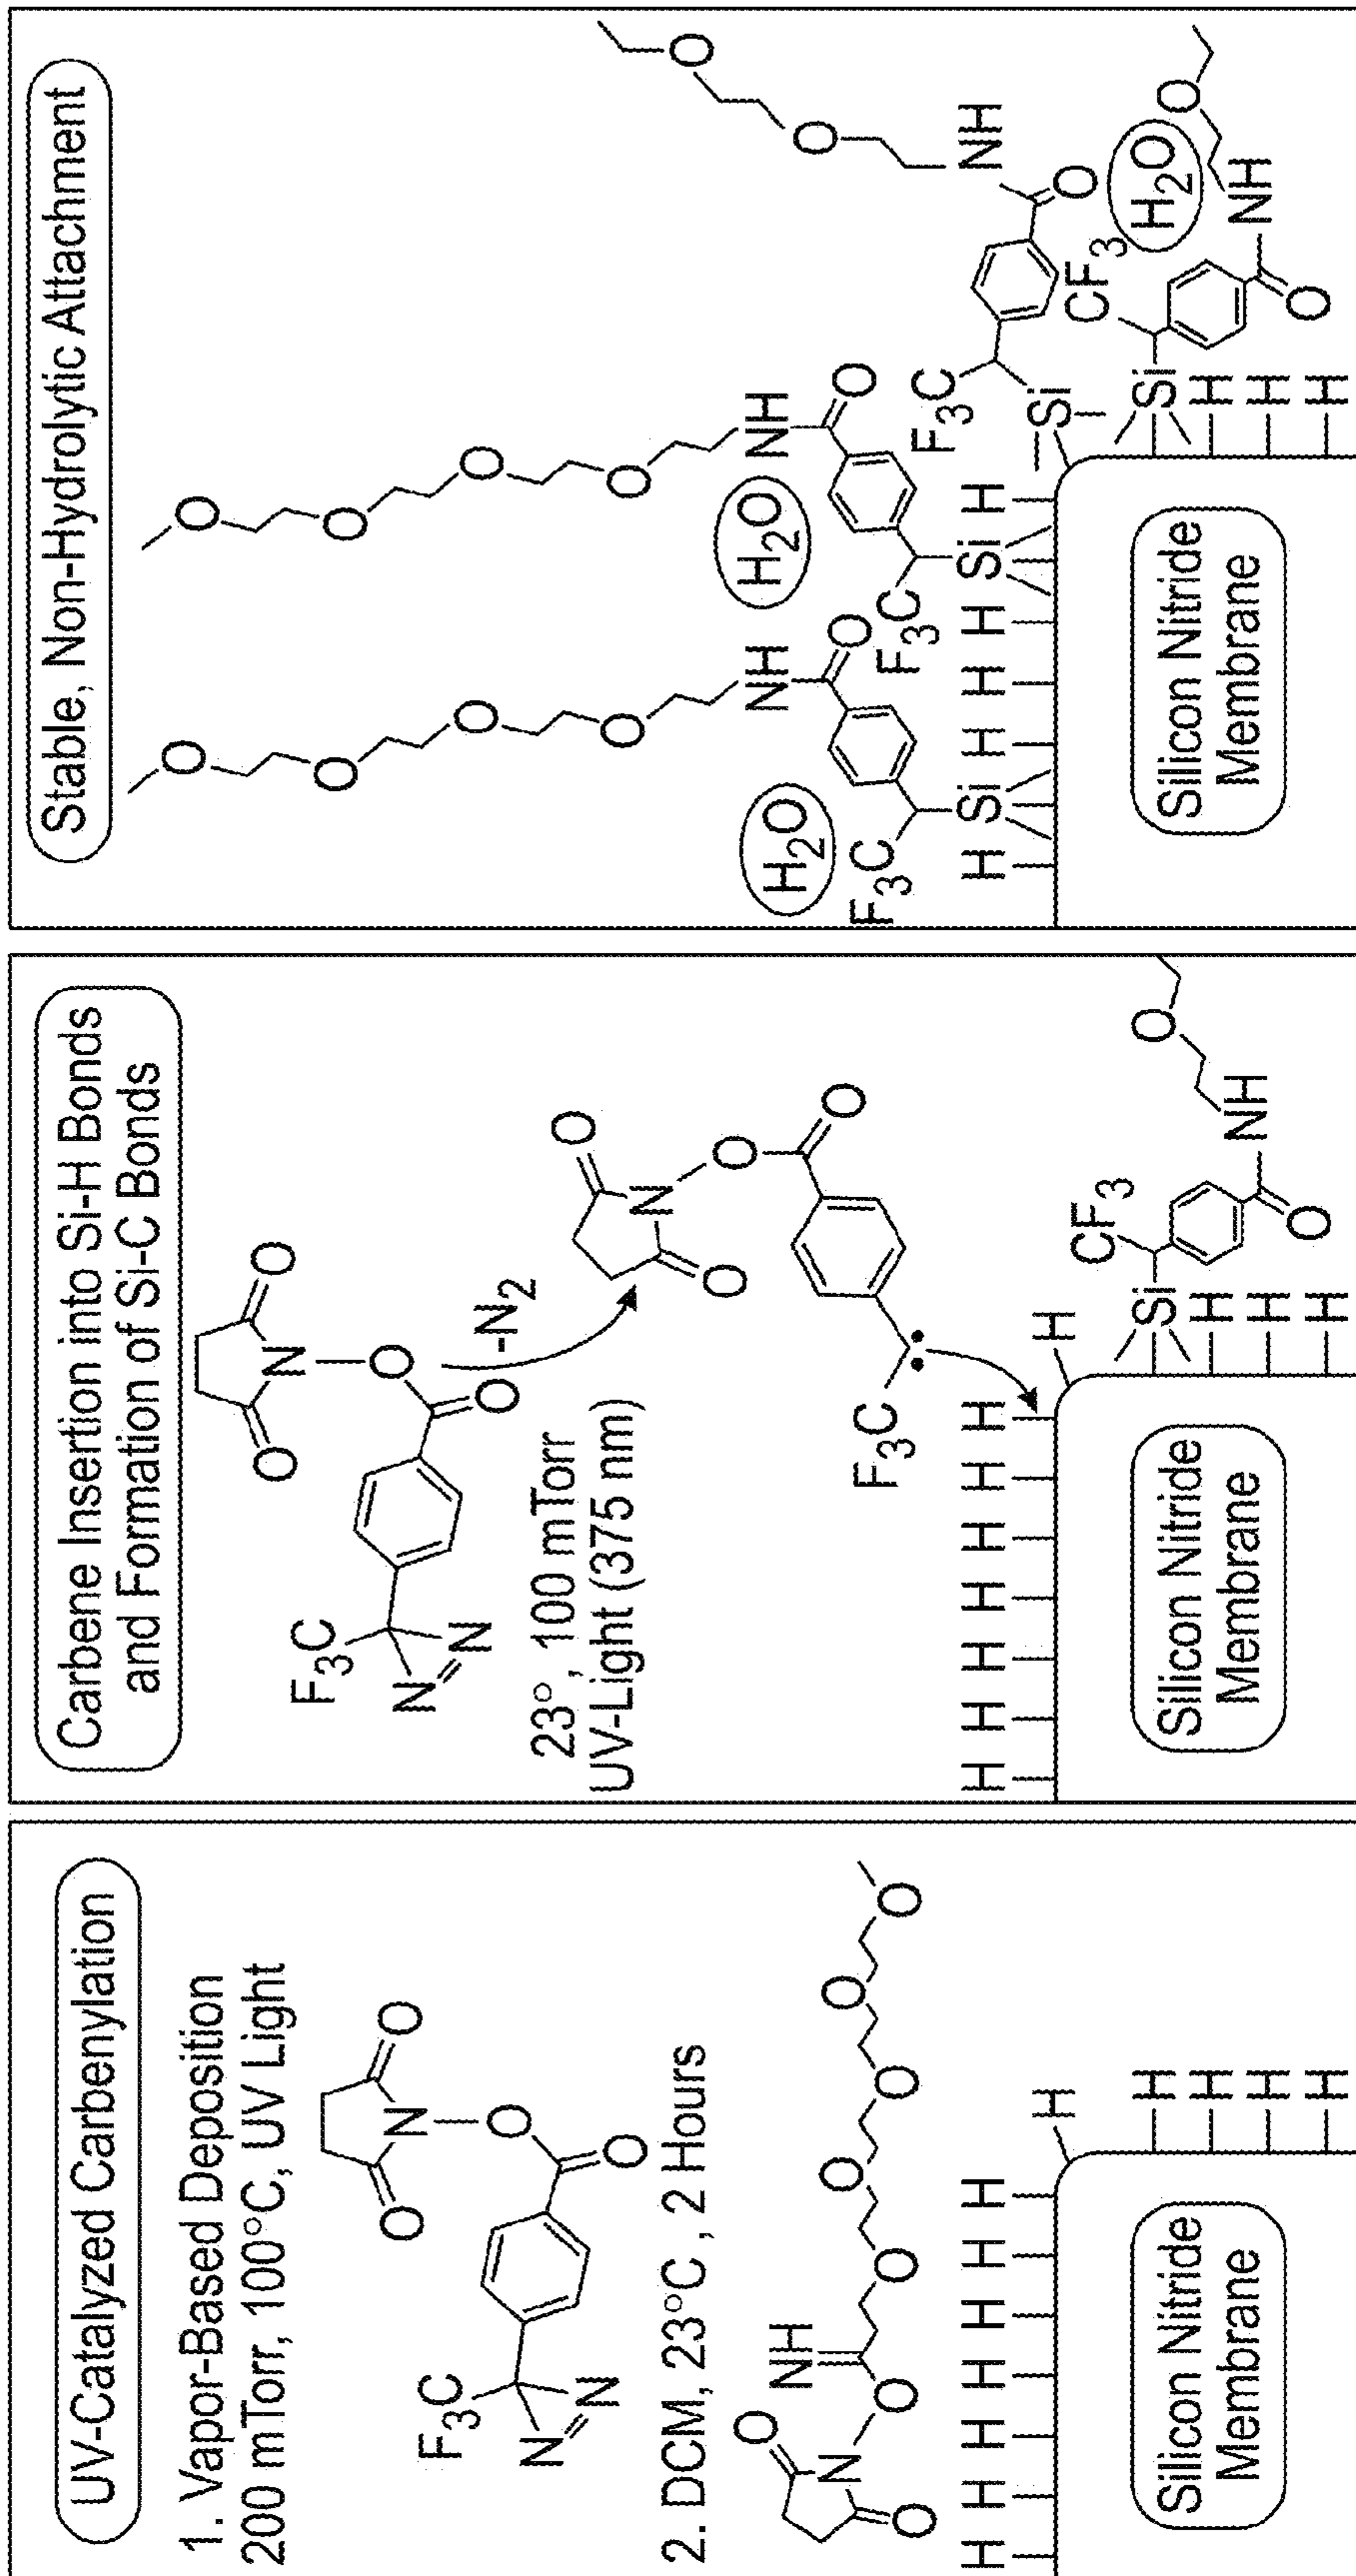 UV-Catalyzed Carbenylation
1. Vapor-Based Deposition
200 mTorr, 100°C, UV Light
O
N
O
O
O
F3C
N
N
2. DCM, 23°C, 2 Hours
O
N
O
O
NH
O
O
O
O
O
H H H H H H H
H
H
H
H
H
Silicon Nitride
Membrane
Carbene Insertion into Si-H Bonds
and Formation of Si-C Bonds
O
N
O
O
O
F3C
N
N
-N2
23°, 100 mTorr
UV-Light (375 nm)
O
N
O
O
O
F3C
H H H H H H H
H
Si
CF3
O
NH
O
H
H
H
Silicon Nitride
Membrane
Stable, Non-Hydrolytic Attachment
O
O
O
O
NH
O
H2O
F3C
O
O
O
O
NH
O
H2O
F3C
H Si H H H Si H
O
O
NH
O
F3C
Si
CF3
H2O
O
NH
O
Si
H
H
H
Silicon Nitride
Membrane